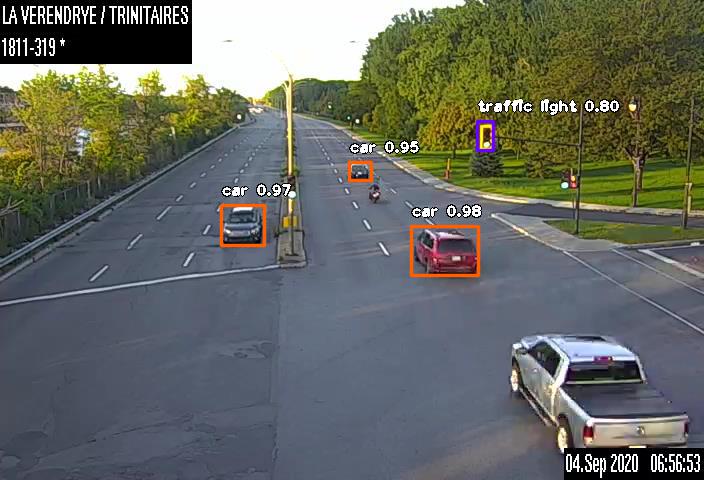 LA VERENDRYE / TRINITAIRES
1811-319 *
traffic light 0.80
car 0.95
car 0.97
car 0.98
04.Sep 2020 06:56:53